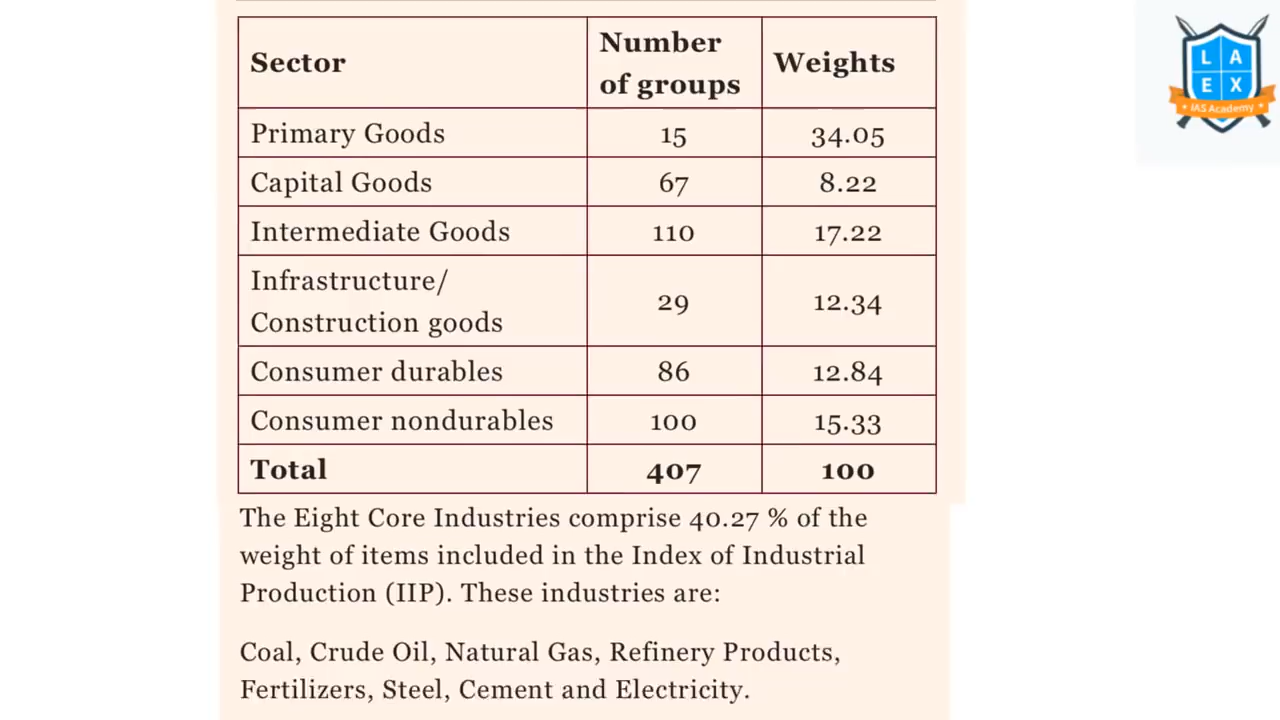 Sector Number of groups Weights
Primary Goods 15 34.05
Capital Goods 67 8.22
Intermediate Goods 110 17.22
Infrastructure/
Construction goods 29 12.34
Consumer durables 86 12.84
Consumer nondurables 100 15.33
Total 407 100
The Eight Core Industries comprise 40.27 % of the
weight of items included in the Index of Industrial
Production (IIP). These industries are:
Coal, Crude Oil, Natural Gas, Refinery Products,
Fertilizers, Steel, Cement and Electricity.
L A
E X
IAS Academy